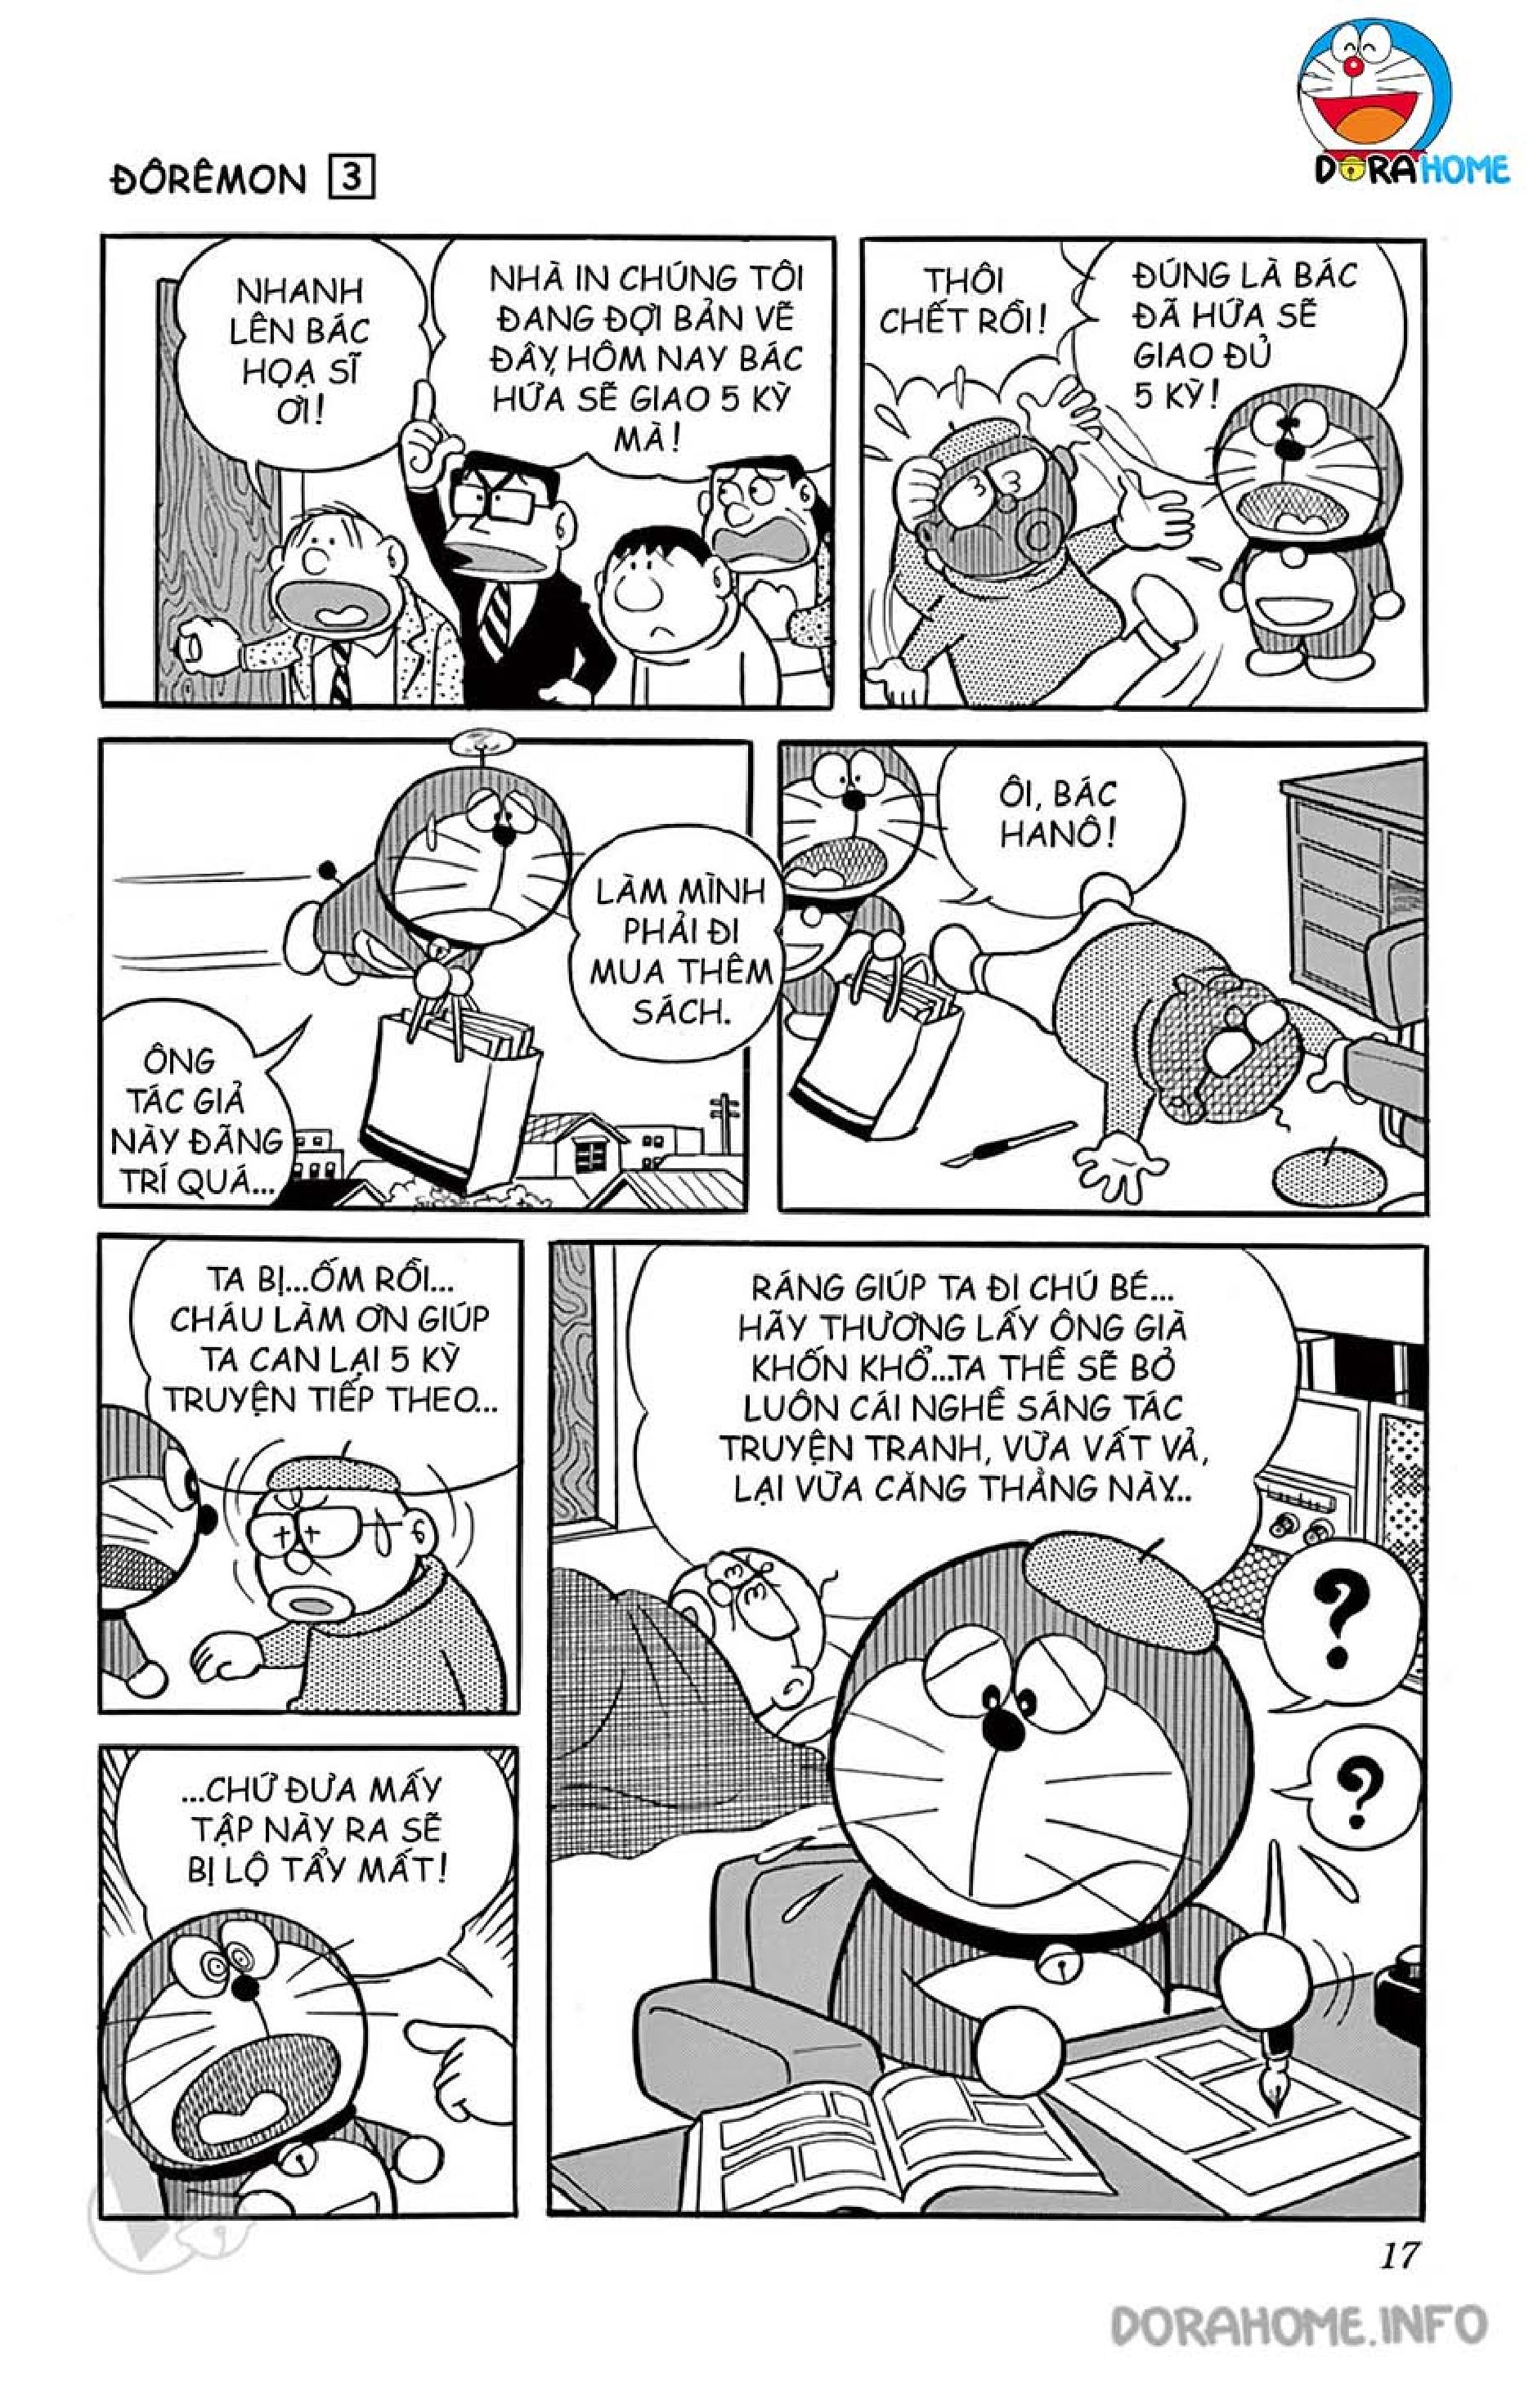 DORAHOME
ĐÔRÊMON 3
NHANH
LÊN BÁC
HỌA SĨ
ƠI!
NHÀ IN CHÚNG TÔI
ĐANG ĐỢI BẢN VẼ
ĐÂY, HÔM NAY BÁC
HỨA SẼ GIAO 5 KỲ
MÀ!
THÔI
CHẾT RỒI!
ĐÚNG LÀ BÁC
ĐÃ HỨA SẼ
GIAO ĐỦ
5 KỲ!
ÔNG
TÁC GIẢ
NÀY ĐÃNG
TRÍ QUÁ...
LÀM MÌNH
PHẢI ĐI
MUA THÊM
SÁCH.
ÔI, BÁC
HANÔ!
TA BỊ...ỐM RỒI...
CHÁU LÀM ƠN GIÚP
TA CAN LẠI 5 KỲ
TRUYỆN TIẾP THEO...
...CHỨ ĐƯA MẤY
TẬP NÀY RA SẼ
BỊ LỘ TẨY MẤT!
RÁNG GIÚP TA ĐI CHÚ BÉ...
HÃY THƯƠNG LẤY ÔNG GIÀ
KHỐN KHỔ...TA THỀ SẼ BỎ
LUÔN CÁI NGHỀ SÁNG TÁC
TRUYỆN TRANH, VỪA VẤT VẢ,
LẠI VỪA CĂNG THẲNG NÀY...
?
?
17
DORAHOME.INFO